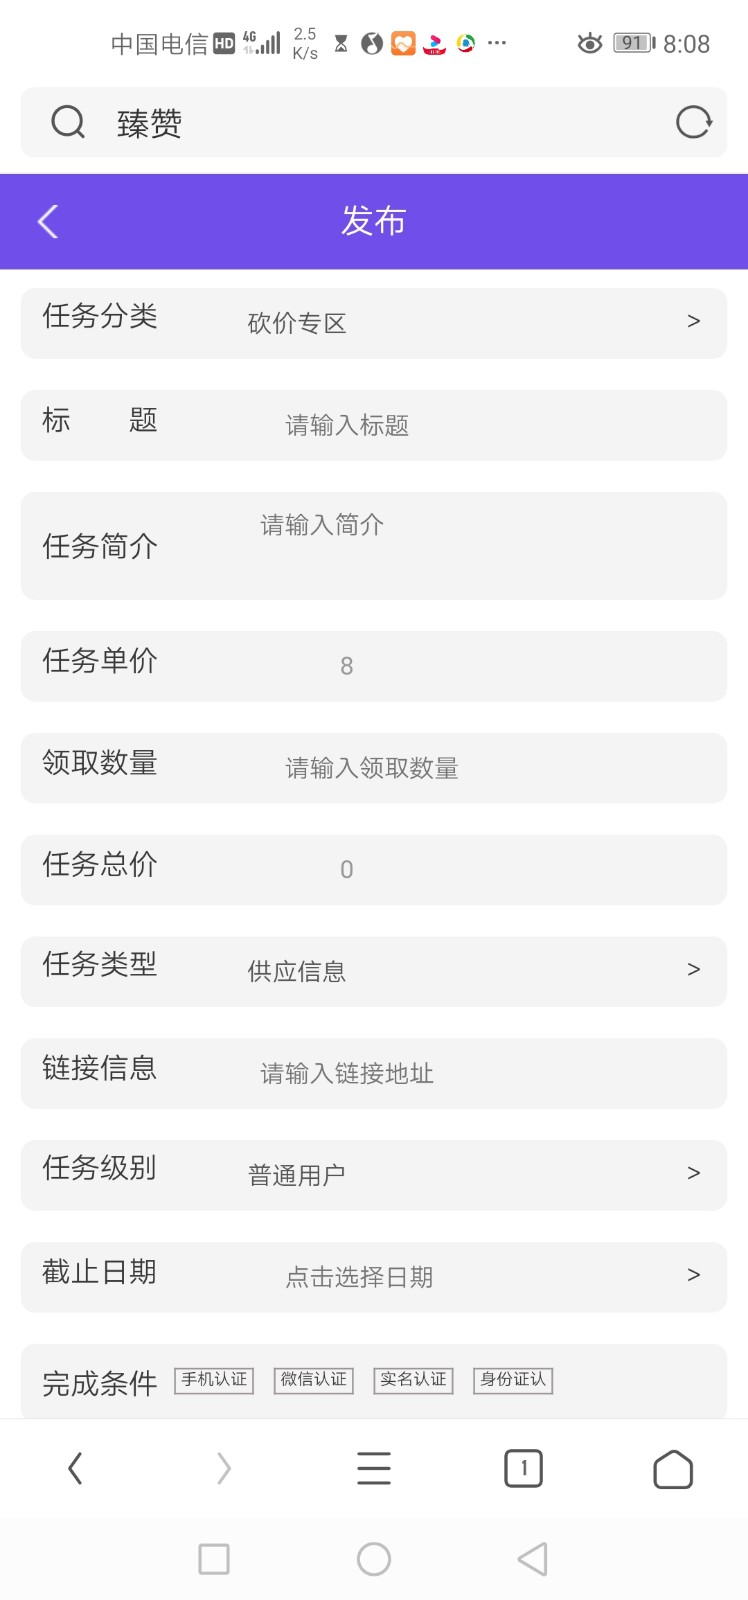 中国电信 HD 4G 2.5 K/s 91 8:08
臻赞
发布
任务分类 砍价专区 >
标 题 请输入标题
任务简介 请输入简介
任务单价 8
领取数量 请输入领取数量
任务总价 0
任务类型 供应信息 >
链接信息 请输入链接地址
任务级别 普通用户 >
截止日期 点击选择日期 >
完成条件 手机认证 微信认证 实名认证 身份证认
1